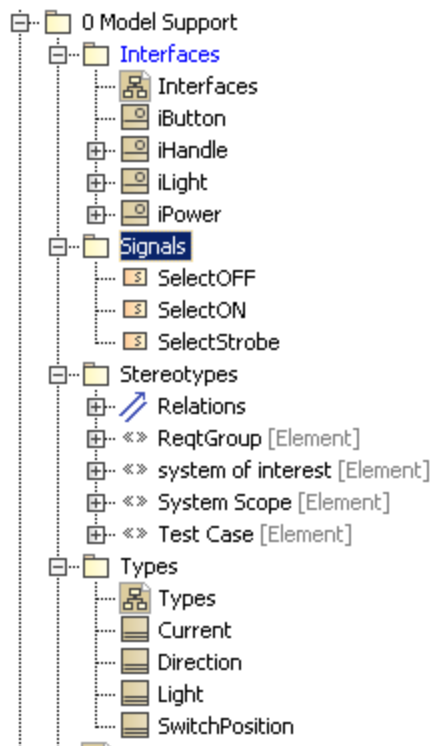 0 Model Support
Interfaces
Interfaces
iButton
iHandle
iLight
iPower
Signals
S SelectOFF
S SelectON
S SelectStrobe
Stereotypes
Relations
«» ReqtGroup [Element]
«» system of interest [Element]
«» System Scope [Element]
«» Test Case [Element]
Types
Types
Current
Direction
Light
SwitchPosition